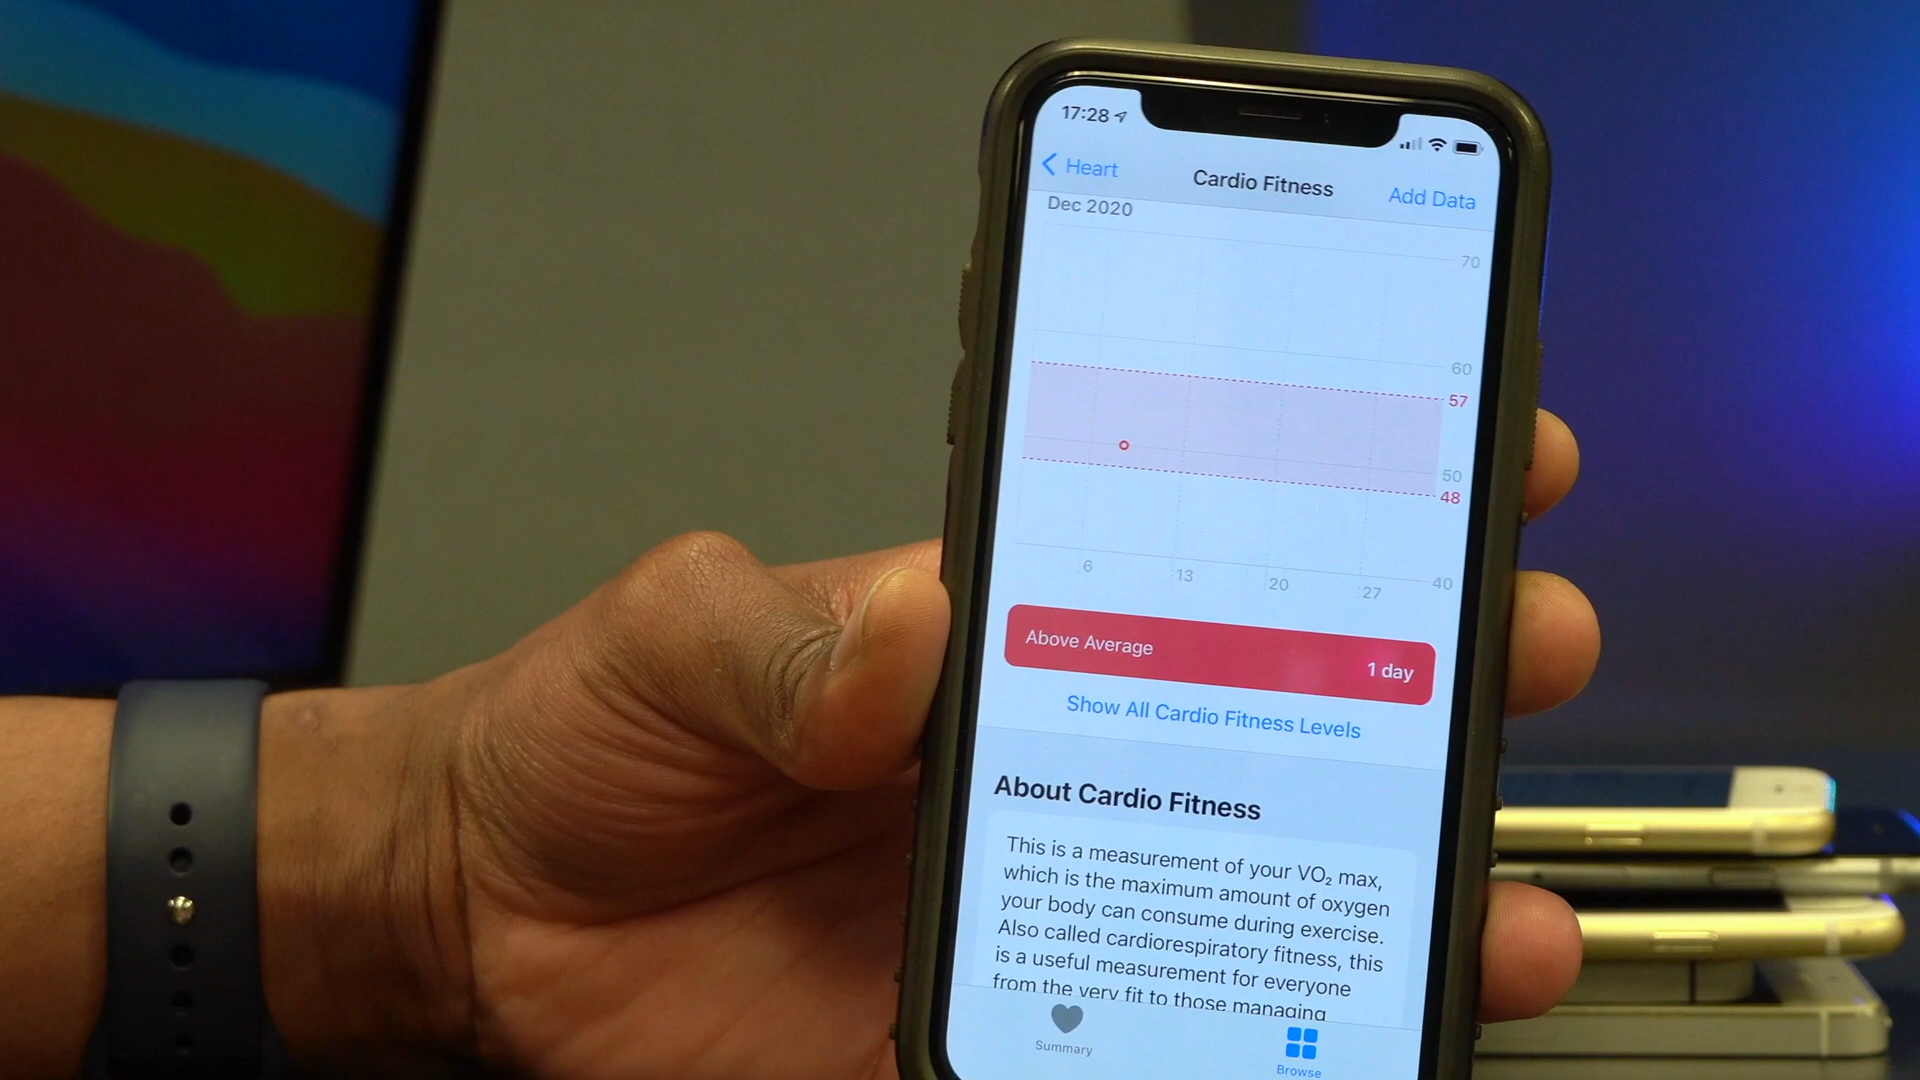 17:28
Heart
Cardio Fitness
Add Data
Dec 2020
70
60
57
50
48
40
6
13
20
27
Above Average
1 day
Show All Cardio Fitness Levels
About Cardio Fitness
This is a measurement of your VO₂ max,
which is the maximum amount of oxygen
your body can consume during exercise.
Also called cardiorespiratory fitness, this
is a useful measurement for everyone
from the very fit to those managing
Summary
Browse